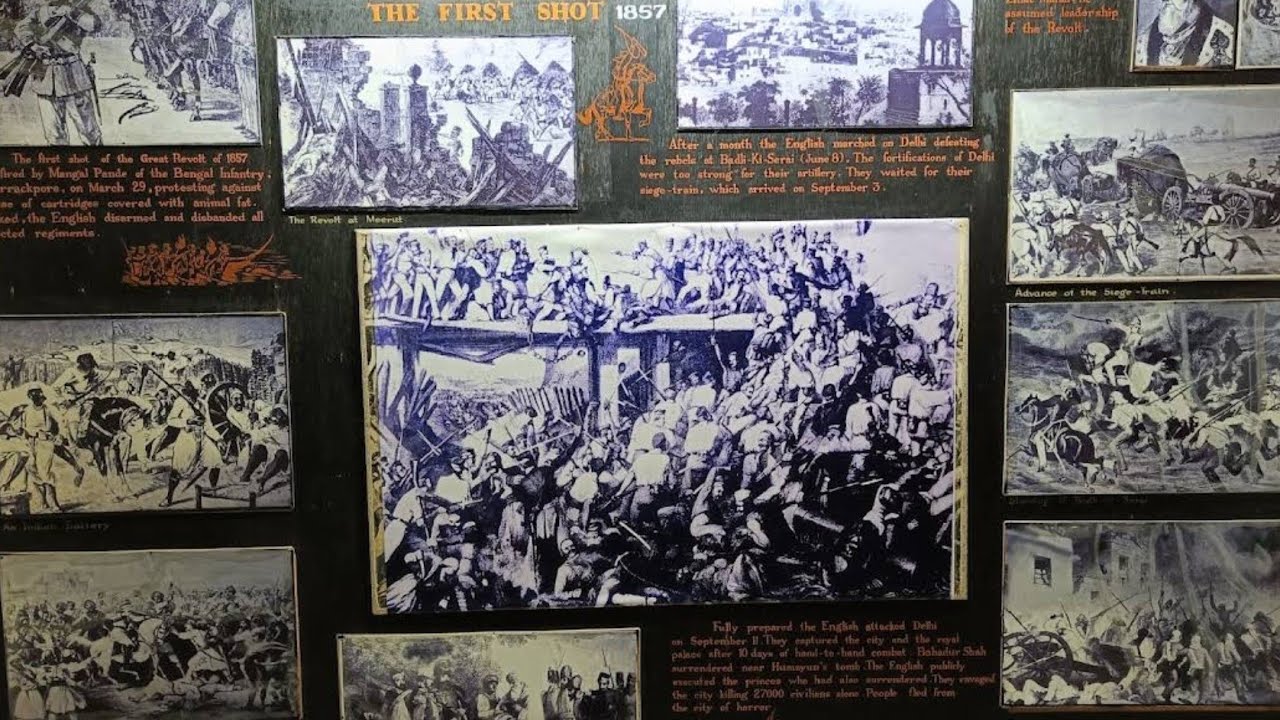 THE FIRST SHOT 1857
The first shot of the Great Revolt of 1857
fired by Mangal Pande of the Bengal Infantry,
rrackpore, on March 29, protesting against
se of cartridges covered with animal fat.
ked, the English disarmed and disbanded all
cted regiments.
The Revolt at Meerut
After a month the English marched on Delhi defeating
the rebels at Badli-Ki-Serai (June 8). The fortifications of Delhi
were too strong for their artillery. They waited for their
siege-train, which arrived on September 3.
assumed leadership
of the Revolt.
Advance of the Siege-Train.
An Indian Battery
Fully prepared the English attacked Delhi
on September 11. They captured the city and the royal
palace after 10 days of hand-to-hand combat. Bahadur Shah
surrendered near Humayun's tomb. The English publicly
executed the princes who had also surrendered. They ravaged
the city killing 27000 civilians alone. People fled from
the city of horror.